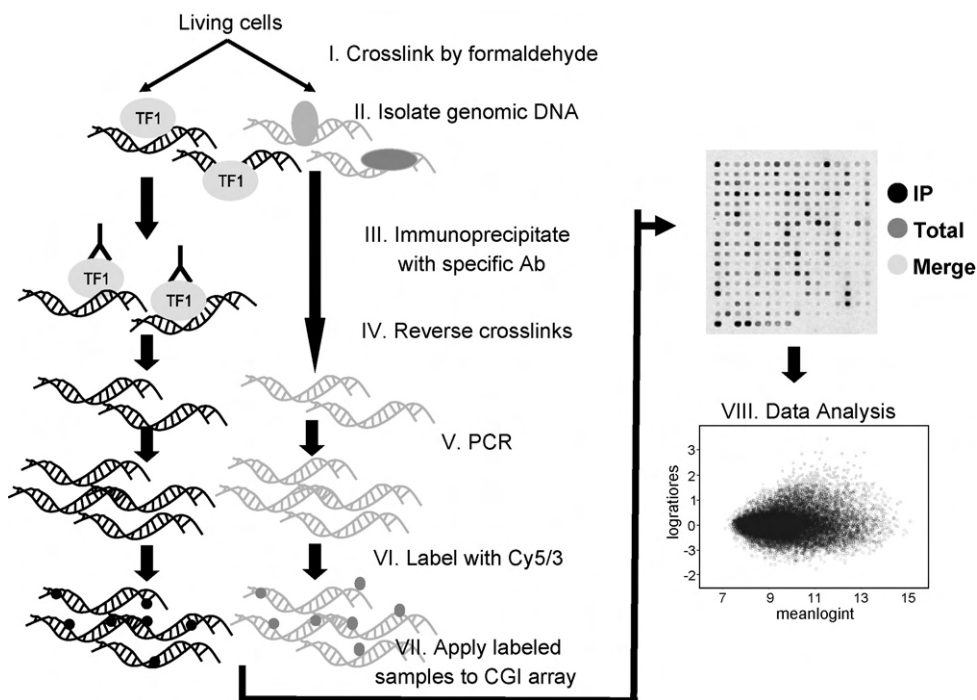 Living cells
I. Crosslink by formaldehyde
II. Isolate genomic DNA
TF1
TF1
III. Immunoprecipitate
with specific Ab
TF1
TF1
IV. Reverse crosslinks
V. PCR
VI. Label with Cy5/3
VII. Apply labeled
samples to CGI array
IP
Total
Merge
VIII. Data Analysis
logratiores
3
2
1
0
-3
-2
7 9 11 13 15
meanlogint